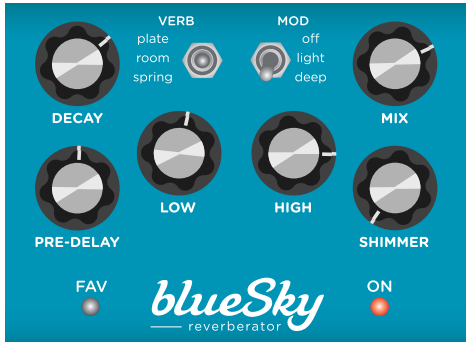 VERB
MOD
plate
room
spring
off
light
deep
DECAY
MIX
LOW
HIGH
PRE-DELAY
SHIMMER
FAV
ON
blueSky
reverberator